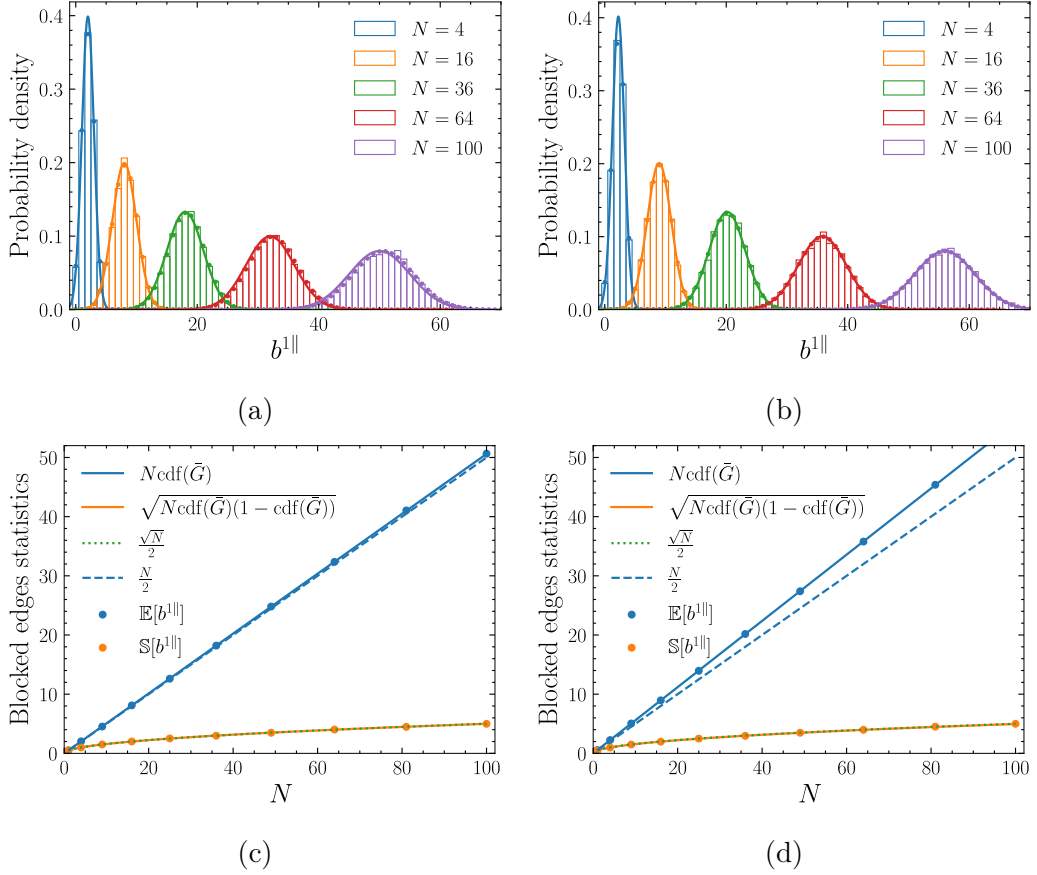 Probability density
0.4
0.3
0.2
0.1
0.0
0 20 40 60
b^{1∥}
N = 4
N = 16
N = 36
N = 64
N = 100
(a)
Probability density
0.4
0.3
0.2
0.1
0.0
0 20 40 60
b^{1∥}
N = 4
N = 16
N = 36
N = 64
N = 100
(b)
Blocked edges statistics
50
40
30
20
10
0
0 20 40 60 80 100
N
Ncdf(Ḡ)
√(Ncdf(Ḡ)(1 − cdf(Ḡ)))
√N/2
N/2
𝔼[b^{1∥}]
𝕊[b^{1∥}]
(c)
Blocked edges statistics
50
40
30
20
10
0
0 20 40 60 80 100
N
Ncdf(Ḡ)
√(Ncdf(Ḡ)(1 − cdf(Ḡ)))
√N/2
N/2
𝔼[b^{1∥}]
𝕊[b^{1∥}]
(d)